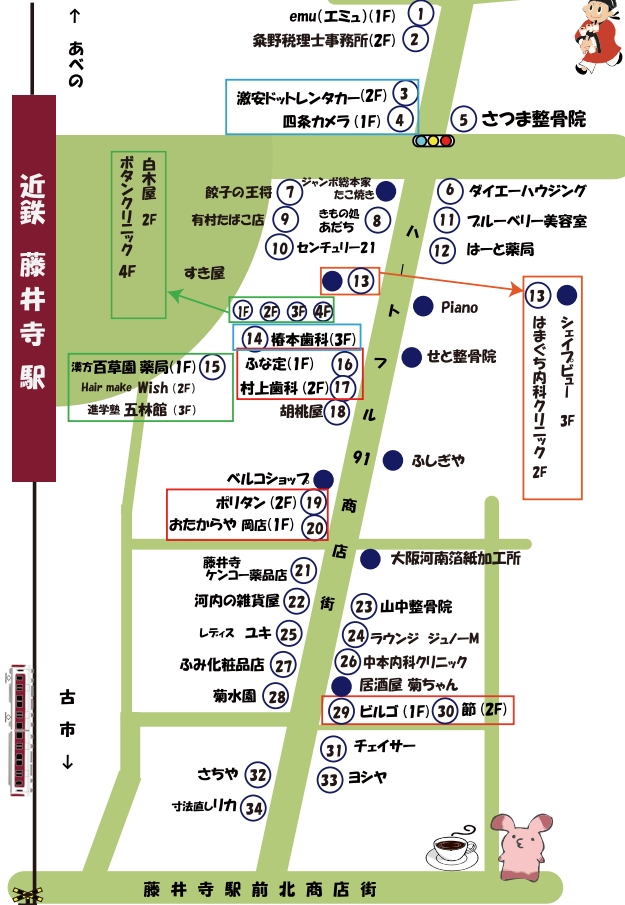 ↑ あべの
近鉄 藤井寺駅
古市 ↓
emu(エミュ)(1F) 1
粂野税理士事務所(2F) 2
激安ドットレンタカー(2F) 3
四条カメラ (1F) 4
5 さつま整骨院
白木屋 2F
ボタンクリニック 4F
餃子の王将 7
ジャンボ総本家
たこ焼き
6 ダイエーハウジング
有村たばこ店 9
きもの処
あだち 8
11 ブルーベリー美容室
10 センチュリー21
12 はーと薬局
すき屋
13
1F 2F 3F 4F
Piano
13
シェイプビュー 3F
はまぐち内科クリニック 2F
14 椿本歯科(3F)
漢方百草園 薬局(1F) 15
Hair make Wish (2F)
進学塾 五林館 (3F)
ふな定(1F) 16
村上歯科 (2F) 17
せと整骨院
胡桃屋 18
ハートフル91商店街
ふしぎや
ベルコショップ
ポリタン (2F) 19
おたからや 岡店(1F) 20
大阪河南箔紙加工所
藤井寺
ケンコー薬品店 21
河内の雑貨屋 22
23 山中整骨院
レディス ユキ 25
24 ラウンジ ジュノーM
ふみ化粧品店 27
26 中本内科クリニック
居酒屋 菊ちゃん
菊水園 28
29 ビルゴ (1F) 30 節 (2F)
31 チェイサー
さちや 32
33 ヨシヤ
寸法直しリカ 34
藤井寺駅前北商店街